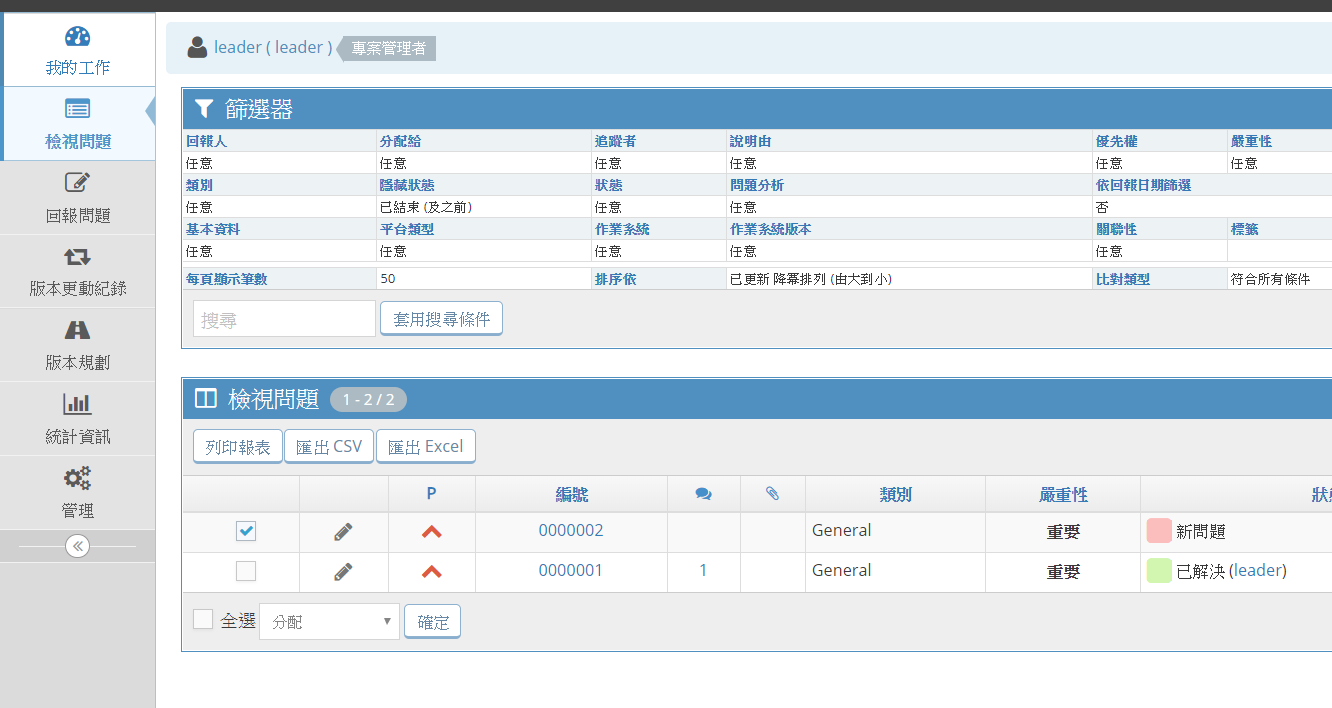 我的工作
檢視問題
回報問題
版本更動紀錄
版本規劃
統計資訊
管理
leader ( leader ) 專案管理者
篩選器
回報人 分配給 追蹤者 說明由 優先權 嚴重性
任意 任意 任意 任意 任意 任意
類別 隱藏狀態 狀態 問題分析 依回報日期篩選
任意 已結束 (及之前) 任意 任意 否
基本資料 平台類型 作業系統 作業系統版本 關聯性 標籤
任意 任意 任意 任意 任意
每頁顯示筆數 50 排序依 已更新 降冪排列 (由大到小) 比對類型 符合所有條件
搜尋 套用搜尋條件
檢視問題 1 - 2 / 2
列印報表 匯出 CSV 匯出 Excel
P 編號 類別 嚴重性 狀
0000002 General 重要 新問題
0000001 1 General 重要 已解決 (leader)
全選 分配 確定